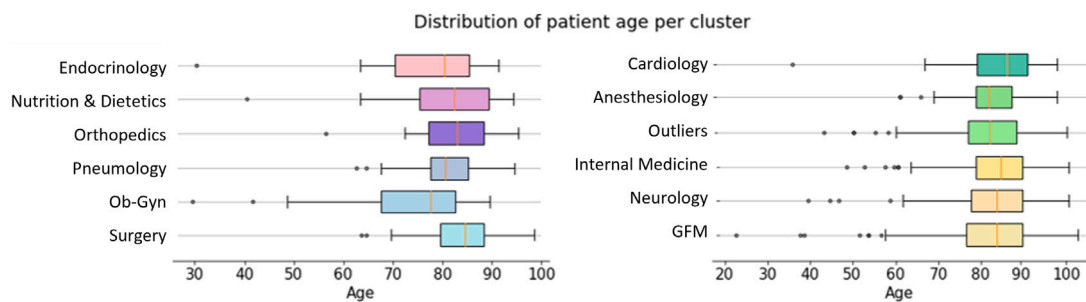 Distribution of patient age per cluster
Endocrinology
Nutrition & Dietetics
Orthopedics
Pneumology
Ob-Gyn
Surgery
30 40 50 60 70 80 90 100
Age
Cardiology
Anesthesiology
Outliers
Internal Medicine
Neurology
GFM
20 30 40 50 60 70 80 90 100
Age